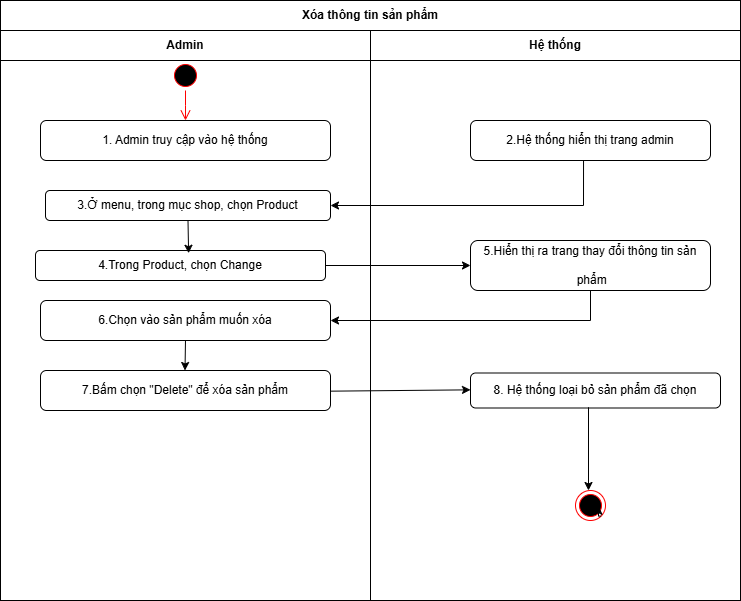 Xóa thông tin sản phẩm
Admin
Hệ thống
1. Admin truy cập vào hệ thống
2.Hệ thống hiển thị trang admin
3.Ở menu, trong mục shop, chọn Product
4.Trong Product, chọn Change
5.Hiển thị ra trang thay đổi thông tin sản
phẩm
6.Chọn vào sản phẩm muốn xóa
7.Bấm chọn "Delete" để xóa sản phẩm
8. Hệ thống loại bỏ sản phẩm đã chọn